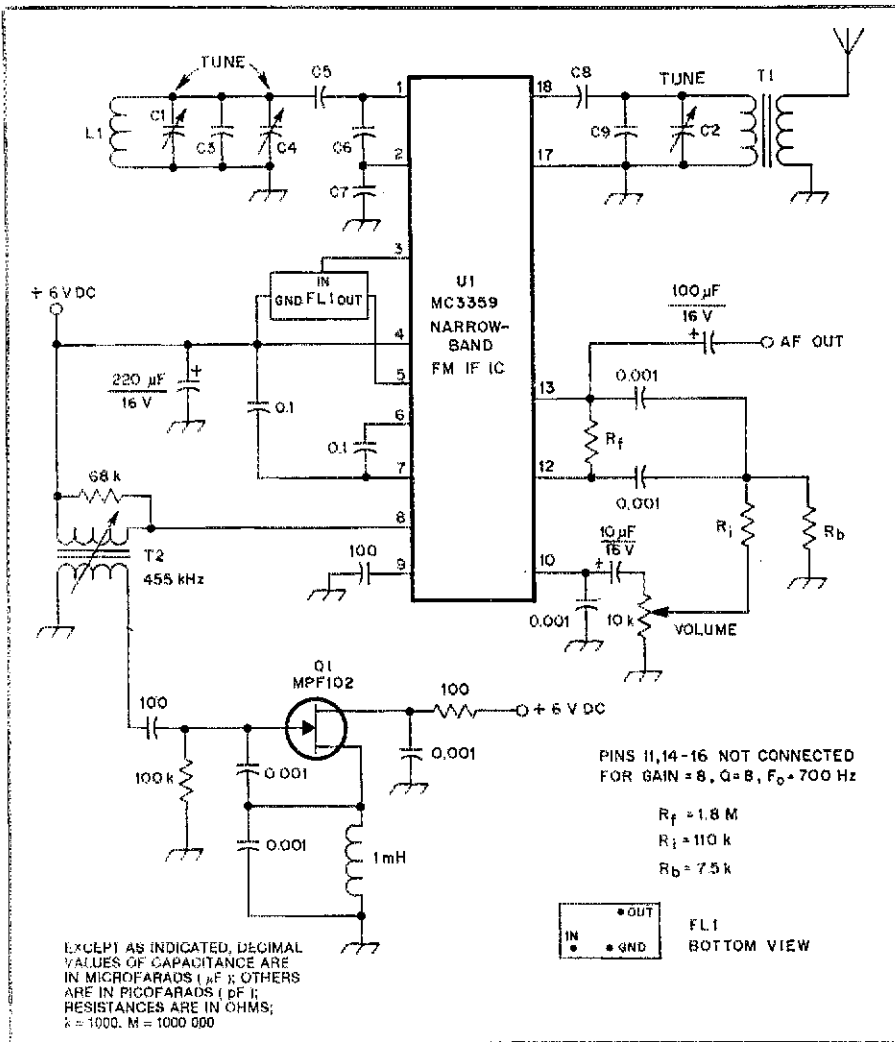 TUNE
C5
C1
L1
C3
C4
C6
C7
1
2
3
4
5
6
7
8
9
18
17
13
12
10
C8
TUNE
T1
C9
C2
U1
MC3359
NARROW-
BAND
FM IF IC
IN
GND FL1 OUT
+ 6 VDC
220 µF
16 V
+
0.1
0.1
68 k
T2
455 kHz
100
100 µF
16 V
+
AF OUT
0.001
Rf
0.001
Ri
Rb
10 µF
16 V
+
0.001
10 k
VOLUME
Q1
MPF102
100
100 k
0.001
0.001
1 mH
100
+ 6 V DC
0.001
PINS 11,14-16 NOT CONNECTED
FOR GAIN = 8, Q = 8, Fo = 700 Hz
Rf = 1.8 M
Ri = 110 k
Rb = 7.5 k
OUT
IN
GND
FL1
BOTTOM VIEW
EXCEPT AS INDICATED, DECIMAL
VALUES OF CAPACITANCE ARE
IN MICROFARADS ( µF ); OTHERS
ARE IN PICOFARADS ( pF );
RESISTANCES ARE IN OHMS;
k = 1000. M = 1000 000